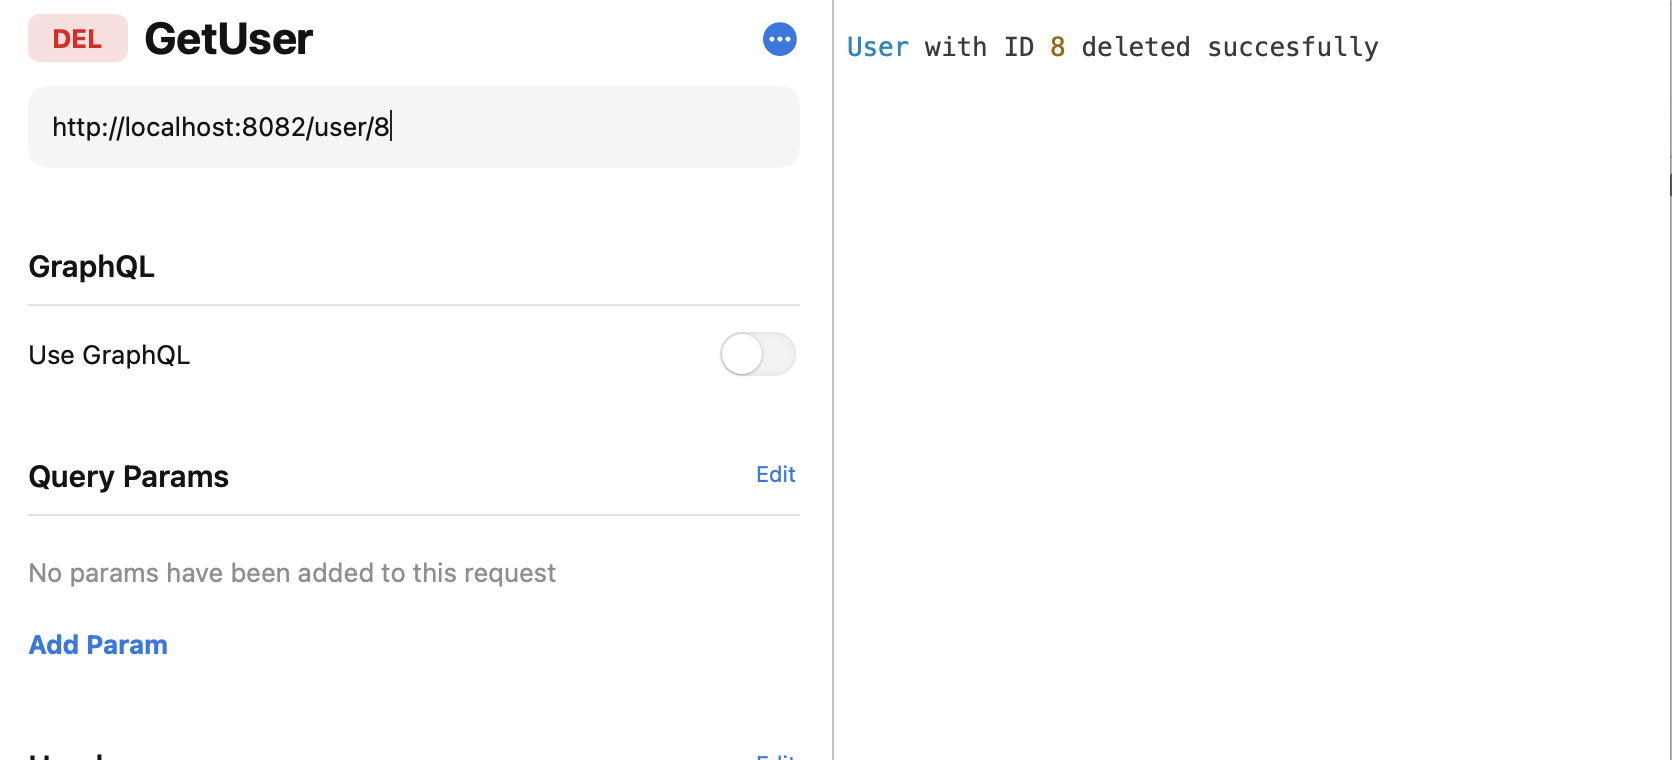 DEL GetUser
http://localhost:8082/user/8
GraphQL
Use GraphQL
Query Params Edit
No params have been added to this request
Add Param
User with ID 8 deleted succesfully